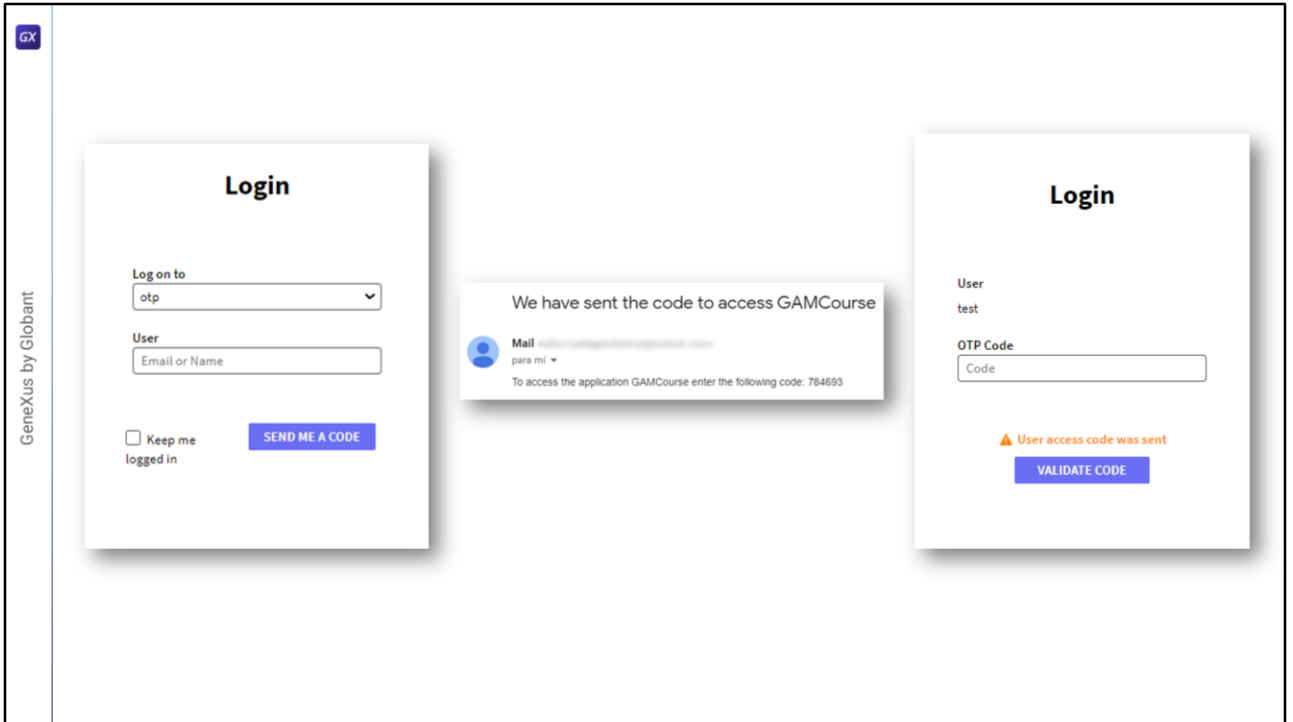 GX
GeneXus by Globant
Login
Log on to
otp
User
Email or Name
Keep me
logged in
SEND ME A CODE
We have sent the code to access GAMCourse
Mail
para mí
To access the application GAMCourse enter the following code: 784693
Login
User
test
OTP Code
Code
User access code was sent
VALIDATE CODE